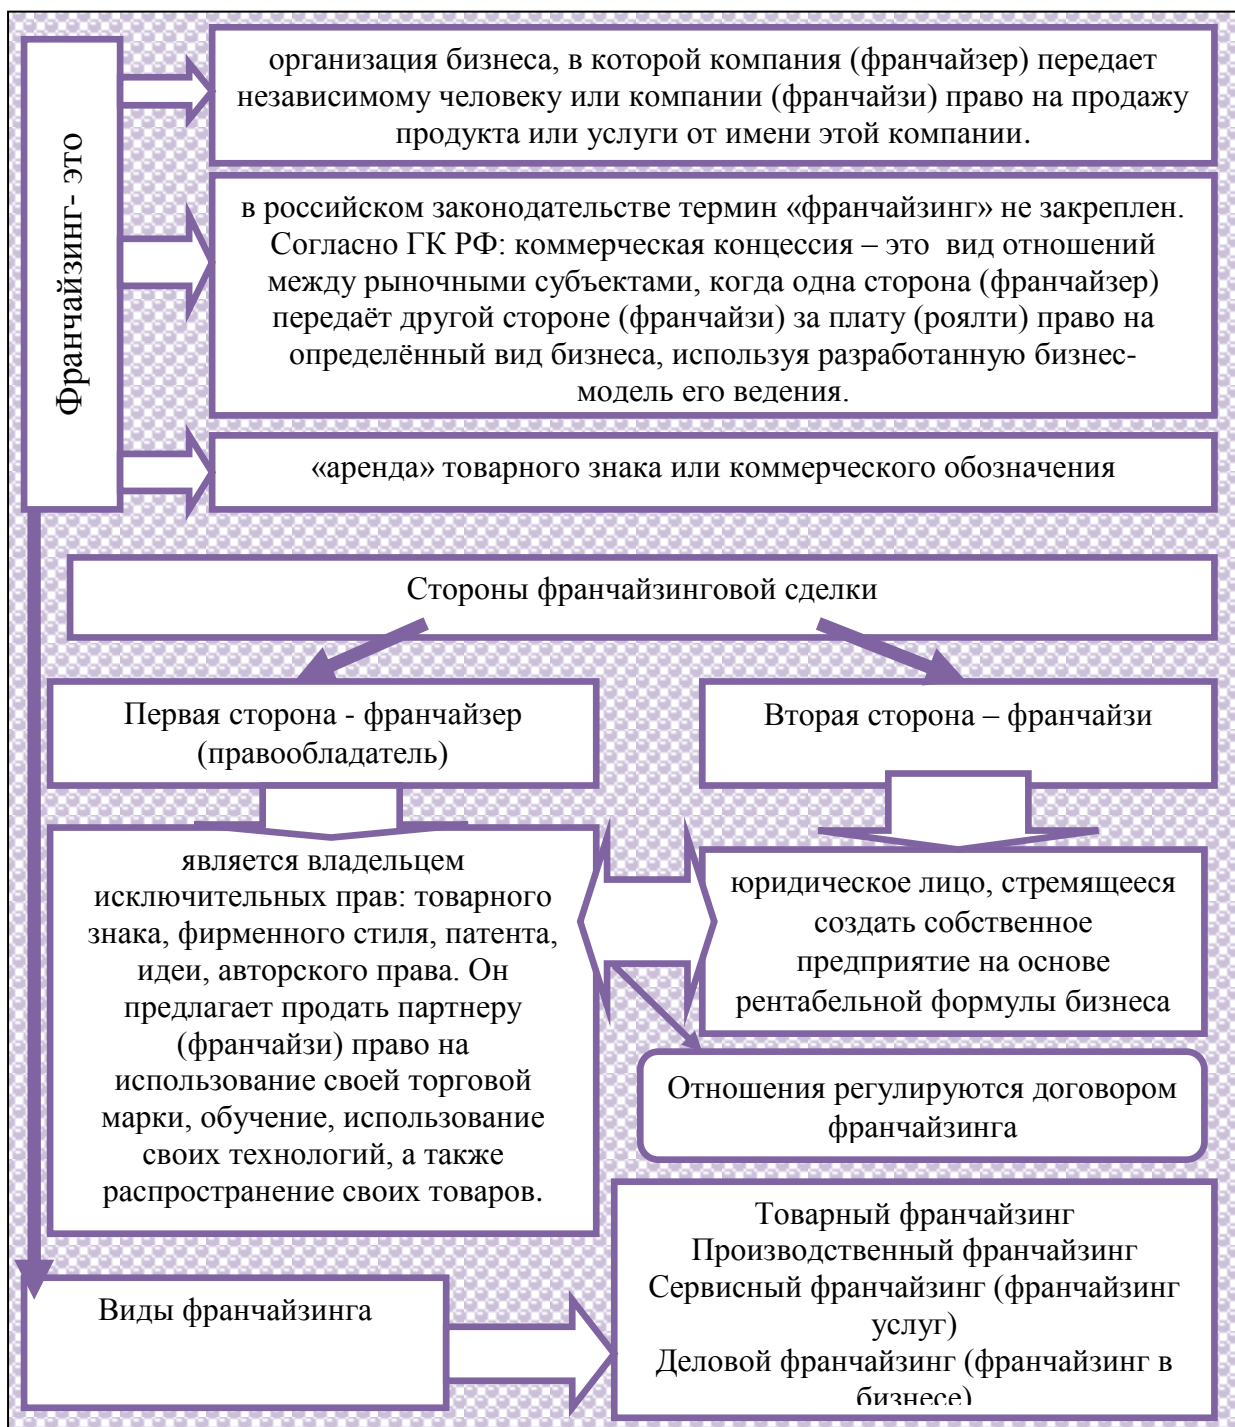 Франчайзинг- это
организация бизнеса, в которой компания (франчайзер) передает
независимому человеку или компании (франчайзи) право на продажу
продукта или услуги от имени этой компании.
в российском законодательстве термин «франчайзинг» не закреплен.
Согласно ГК РФ: коммерческая концессия – это  вид отношений
между рыночными субъектами, когда одна сторона (франчайзер)
передаёт другой стороне (франчайзи) за плату (роялти) право на
определённый вид бизнеса, используя разработанную бизнес-
модель его ведения.
«аренда» товарного знака или коммерческого обозначения
Стороны франчайзинговой сделки
Первая сторона - франчайзер
(правообладатель)
Вторая сторона – франчайзи
является владельцем
исключительных прав: товарного
знака, фирменного стиля, патента,
идеи, авторского права. Он
предлагает продать партнеру
(франчайзи) право на
использование своей торговой
марки, обучение, использование
своих технологий, а также
распространение своих товаров.
юридическое лицо, стремящееся
создать собственное
предприятие на основе
рентабельной формулы бизнеса
Отношения регулируются договором
франчайзинга
Виды франчайзинга
Товарный франчайзинг
Производственный франчайзинг
Сервисный франчайзинг (франчайзинг
услуг)
Деловой франчайзинг (франчайзинг в
бизнесе)